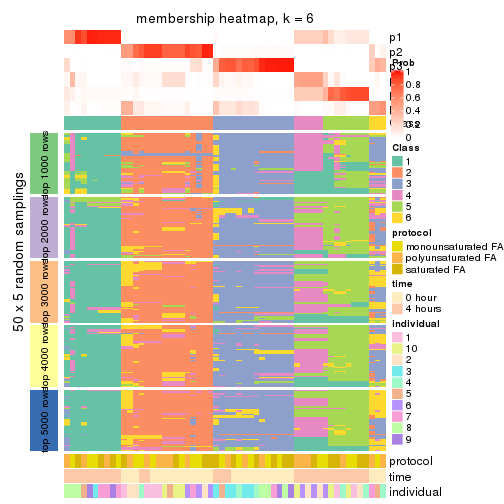 membership heatmap, k = 6
p1
p2
p3
Prob
1
0.8
0.6
0.4
0.2
0
Class
1
2
3
4
5
6
protocol
monounsaturated FA
polyunsaturated FA
saturated FA
time
0 hour
4 hours
individual
1
10
2
3
4
5
6
7
8
9
50 x 5 random samplings
top 1000 rows
top 2000 rows
top 3000 rows
top 4000 rows
top 5000 rows
protocol
time
individual